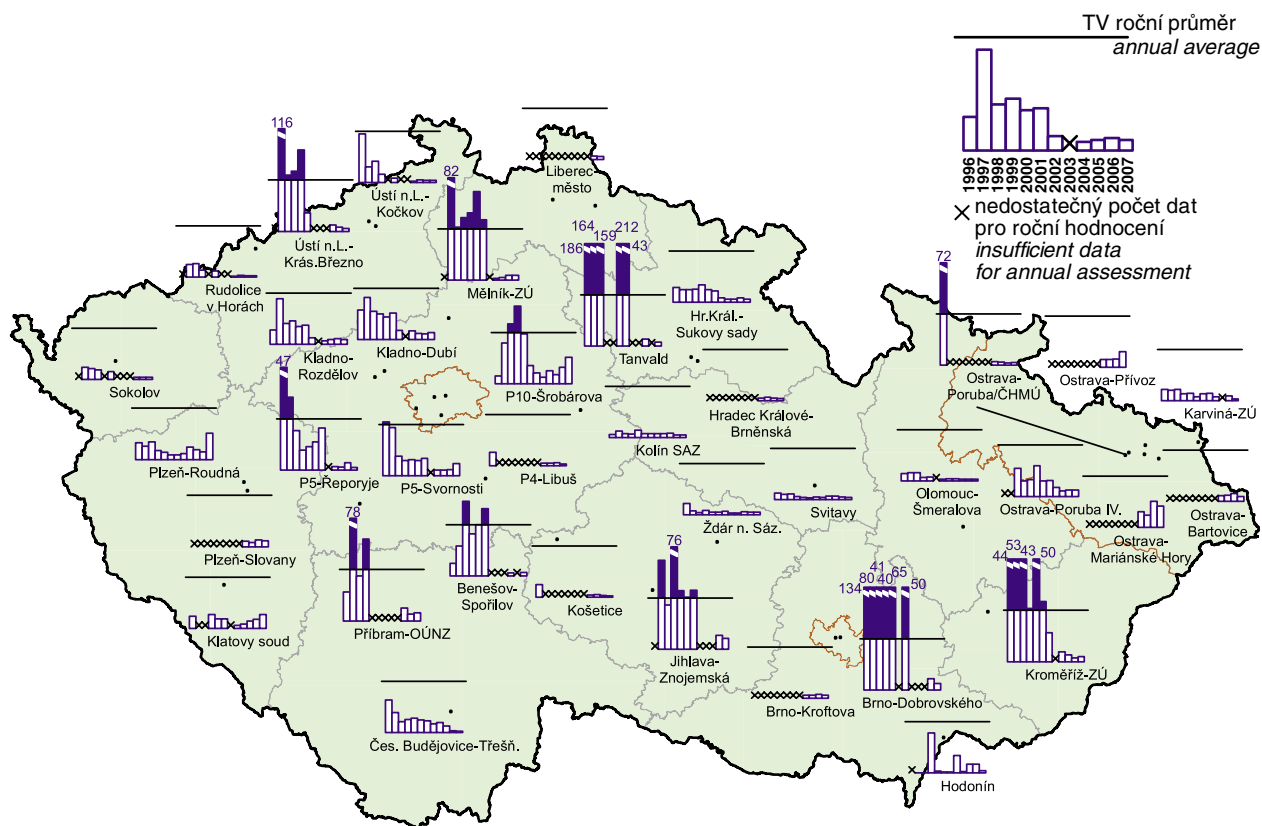 TV roční průměr
annual average
1996
1997
1998
1999
2000
2001
2002
2003
2004
2005
2006
2007
nedostatečný počet dat
pro roční hodnocení
insufficient data
for annual assessment
116
Ústí n.L.-
Krás.Březno
Ústí n.L.-
Kočkov
82
Mělník-ZÚ
Liberec
město
164
212
159
186
43
Tanvald
Rudolice
v Horách
Hr.Král.-
Sukovy sady
72
Ostrava-
Poruba/ČHMÚ
Ostrava-Přívoz
Karviná-ZÚ
Sokolov
Kladno-
Rozdělov
Kladno-Dubí
P10-Šrobárova
Hradec Králové-
Brněnská
47
P5-Řeporyje
P5-Svornosti
P4-Libuš
Kolín SAZ
Plzeň-Roudná
Svitavy
Žďár n. Sáz.
Olomouc-
Šmeralova
Ostrava-Poruba IV.
Ostrava-
Mariánské Hory
Ostrava-
Bartovice
Plzeň-Slovany
78
Příbram-OÚNZ
Benešov-
Spořilov
Košetice
76
Jihlava-
Znojemská
41
80
40
65
134
50
Brno-Dobrovského
53
44
43
50
Kroměříž-ZÚ
Klatovy soud
Brno-Kroftova
Čes. Budějovice-Třešň.
Hodonín